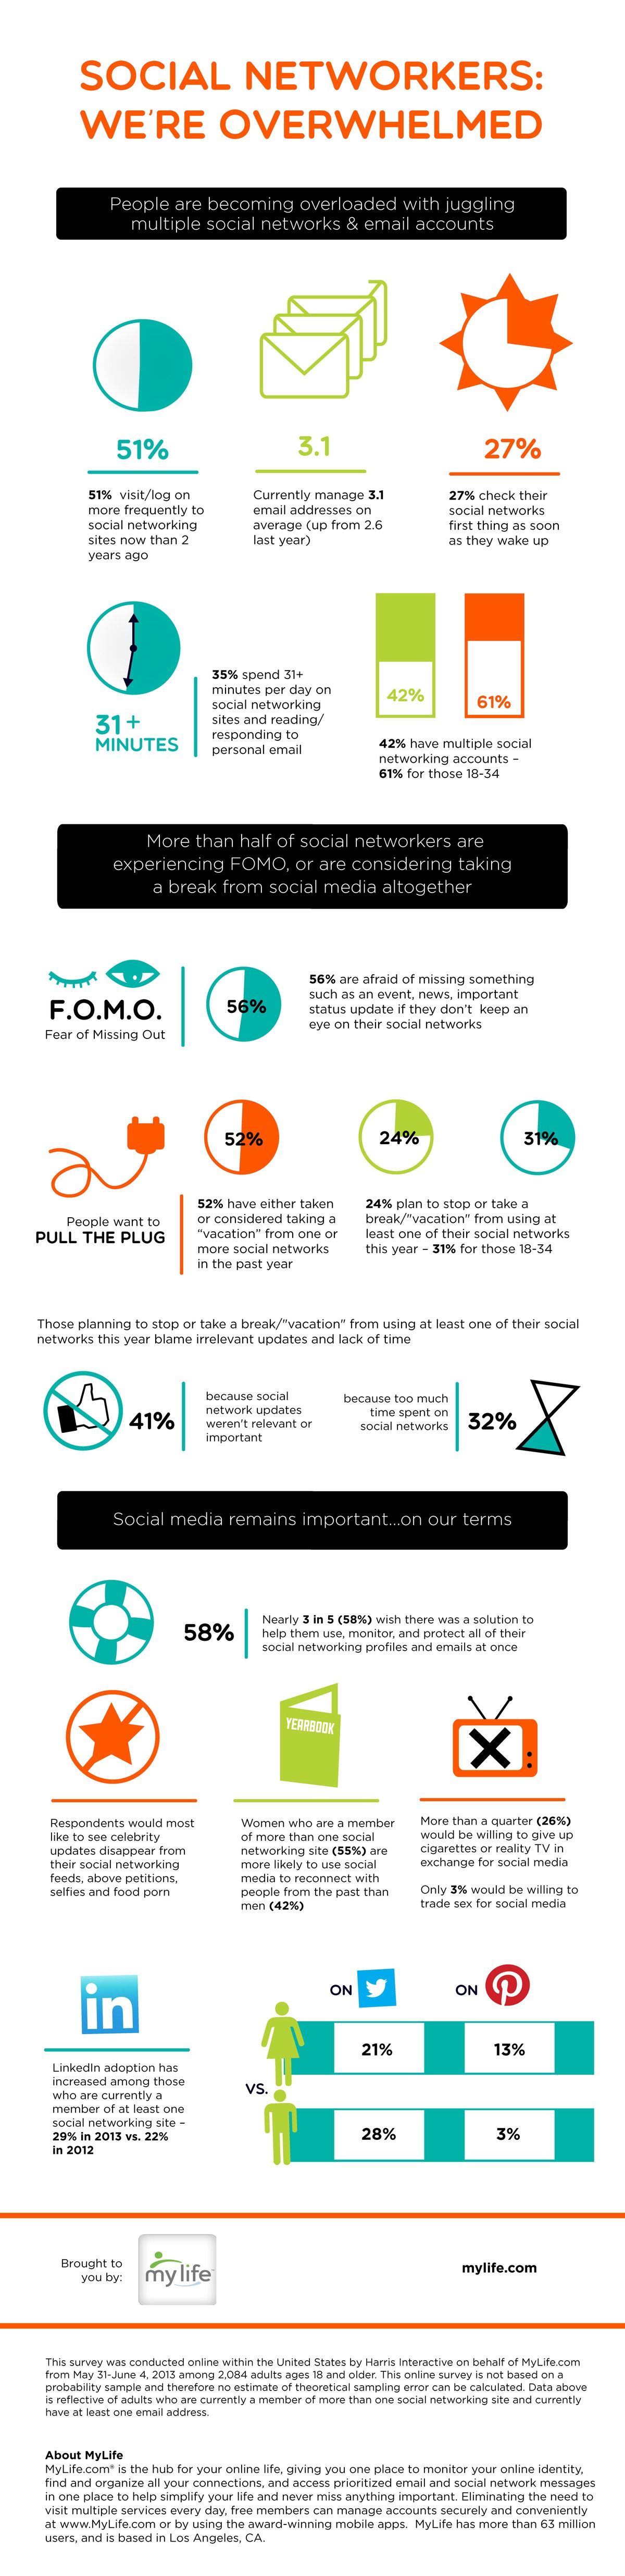 SOCIAL NETWORKERS:
WE'RE OVERWHELMED
People are becoming overloaded with juggling
multiple social networks & email accounts
51%
51% visit/log on
more frequently to
social networking
sites now than 2
years ago
3.1
Currently manage 3.1
email addresses on
average (up from 2.6
last year)
27%
27% check their
social networks
first thing as soon
as they wake up
31+
MINUTES
35% spend 31+
minutes per day on
social networking
sites and reading/
responding to
personal email
42%
61%
42% have multiple social
networking accounts –
61% for those 18-34
More than half of social networkers are
experiencing FOMO, or are considering taking
a break from social media altogether
F.O.M.O.
Fear of Missing Out
56%
56% are afraid of missing something
such as an event, news, important
status update if they don't keep an
eye on their social networks
People want to
PULL THE PLUG
52%
52% have either taken
or considered taking a
“vacation” from one or
more social networks
in the past year
24%
31%
24% plan to stop or take a
break/"vacation" from using at
least one of their social networks
this year – 31% for those 18-34
Those planning to stop or take a break/"vacation" from using at least one of their social
networks this year blame irrelevant updates and lack of time
41%
because social
network updates
weren't relevant or
important
because too much
time spent on
social networks
32%
Social media remains important...on our terms
58%
Nearly 3 in 5 (58%) wish there was a solution to
help them use, monitor, and protect all of their
social networking profiles and emails at once
Respondents would most
like to see celebrity
updates disappear from
their social networking
feeds, above petitions,
selfies and food porn
YEARBOOK
Women who are a member
of more than one social
networking site (55%) are
more likely to use social
media to reconnect with
people from the past than
men (42%)
More than a quarter (26%)
would be willing to give up
cigarettes or reality TV in
exchange for social media
Only 3% would be willing to
trade sex for social media
in
LinkedIn adoption has
increased among those
who are currently a
member of at least one
social networking site –
29% in 2013 vs. 22%
in 2012
ON
ON
21%
13%
VS.
28%
3%
Brought to
you by:
my life
mylife.com
This survey was conducted online within the United States by Harris Interactive on behalf of MyLife.com
from May 31-June 4, 2013 among 2,084 adults ages 18 and older. This online survey is not based on a
probability sample and therefore no estimate of theoretical sampling error can be calculated. Data above
is reflective of adults who are currently a member of more than one social networking site and currently
have at least one email address.
About MyLife
MyLife.com® is the hub for your online life, giving you one place to monitor your online identity,
find and organize all your connections, and access prioritized email and social network messages
in one place to help simplify your life and never miss anything important. Eliminating the need to
visit multiple services every day, free members can manage accounts securely and conveniently
at www.MyLife.com or by using the award-winning mobile apps. MyLife has more than 63 million
users, and is based in Los Angeles, CA.